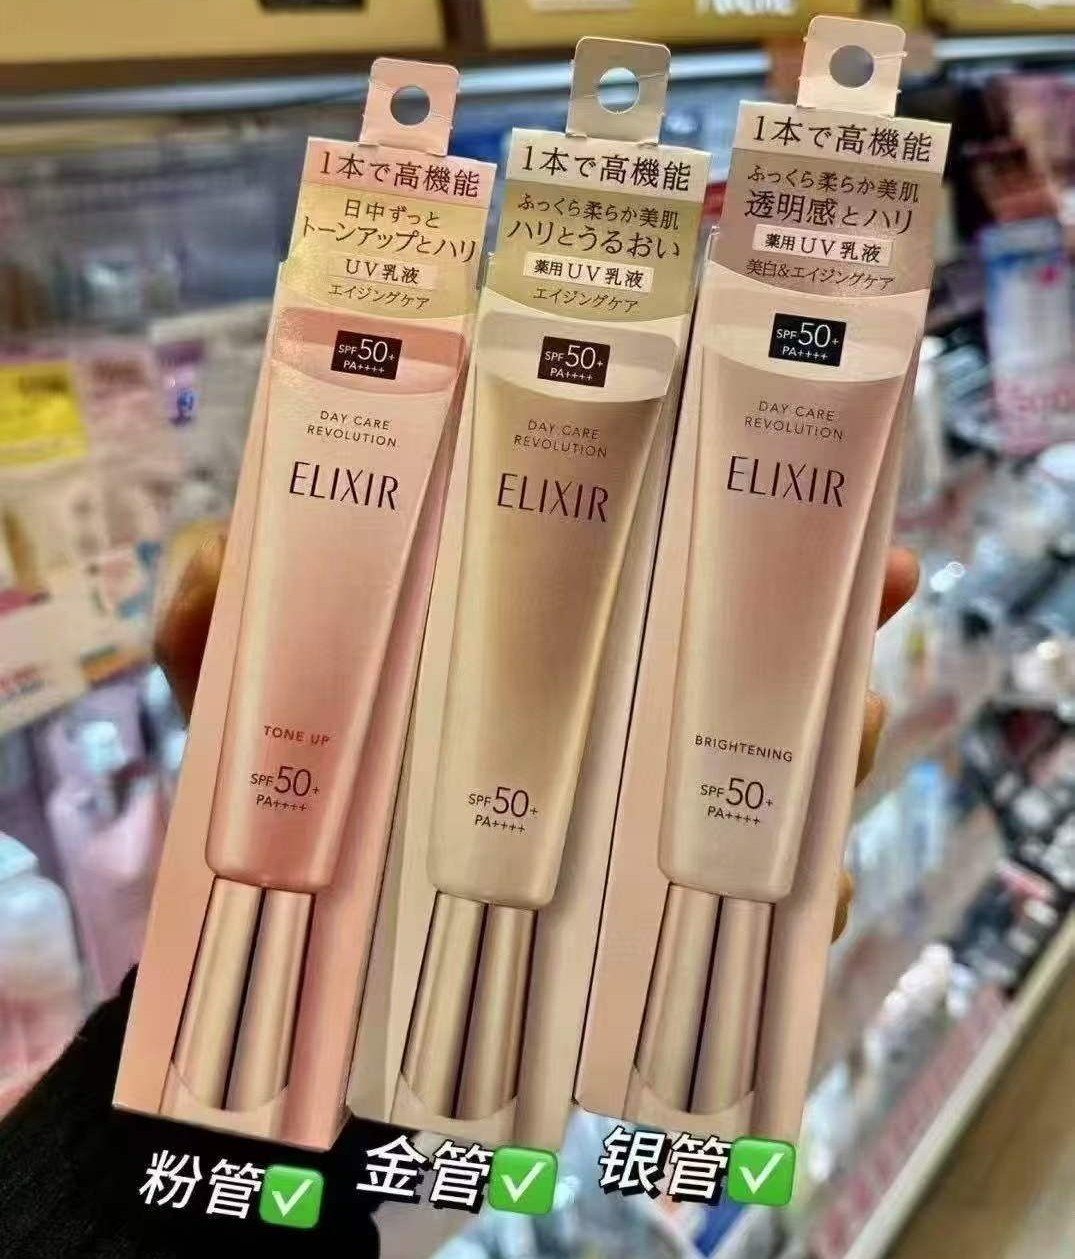 1本で高機能
日中ずっと
トーンアップとハリ
UV乳液
エイジングケア
SPF50+
PA++++
DAY CARE
REVOLUTION
ELIXIR
TONE UP
SPF50+
PA++++
1本で高機能
ふっくら柔らか美肌
ハリとうるおい
薬用UV乳液
エイジングケア
SPF50+
PA++++
DAY CARE
REVOLUTION
ELIXIR
SPF50+
PA++++
1本で高機能
ふっくら柔らか美肌
透明感とハリ
薬用UV乳液
美白&エイジングケア
SPF50+
PA++++
DAY CARE
REVOLUTION
ELIXIR
BRIGHTENING
SPF50+
PA++++
粉管✅
金管✅
银管✅